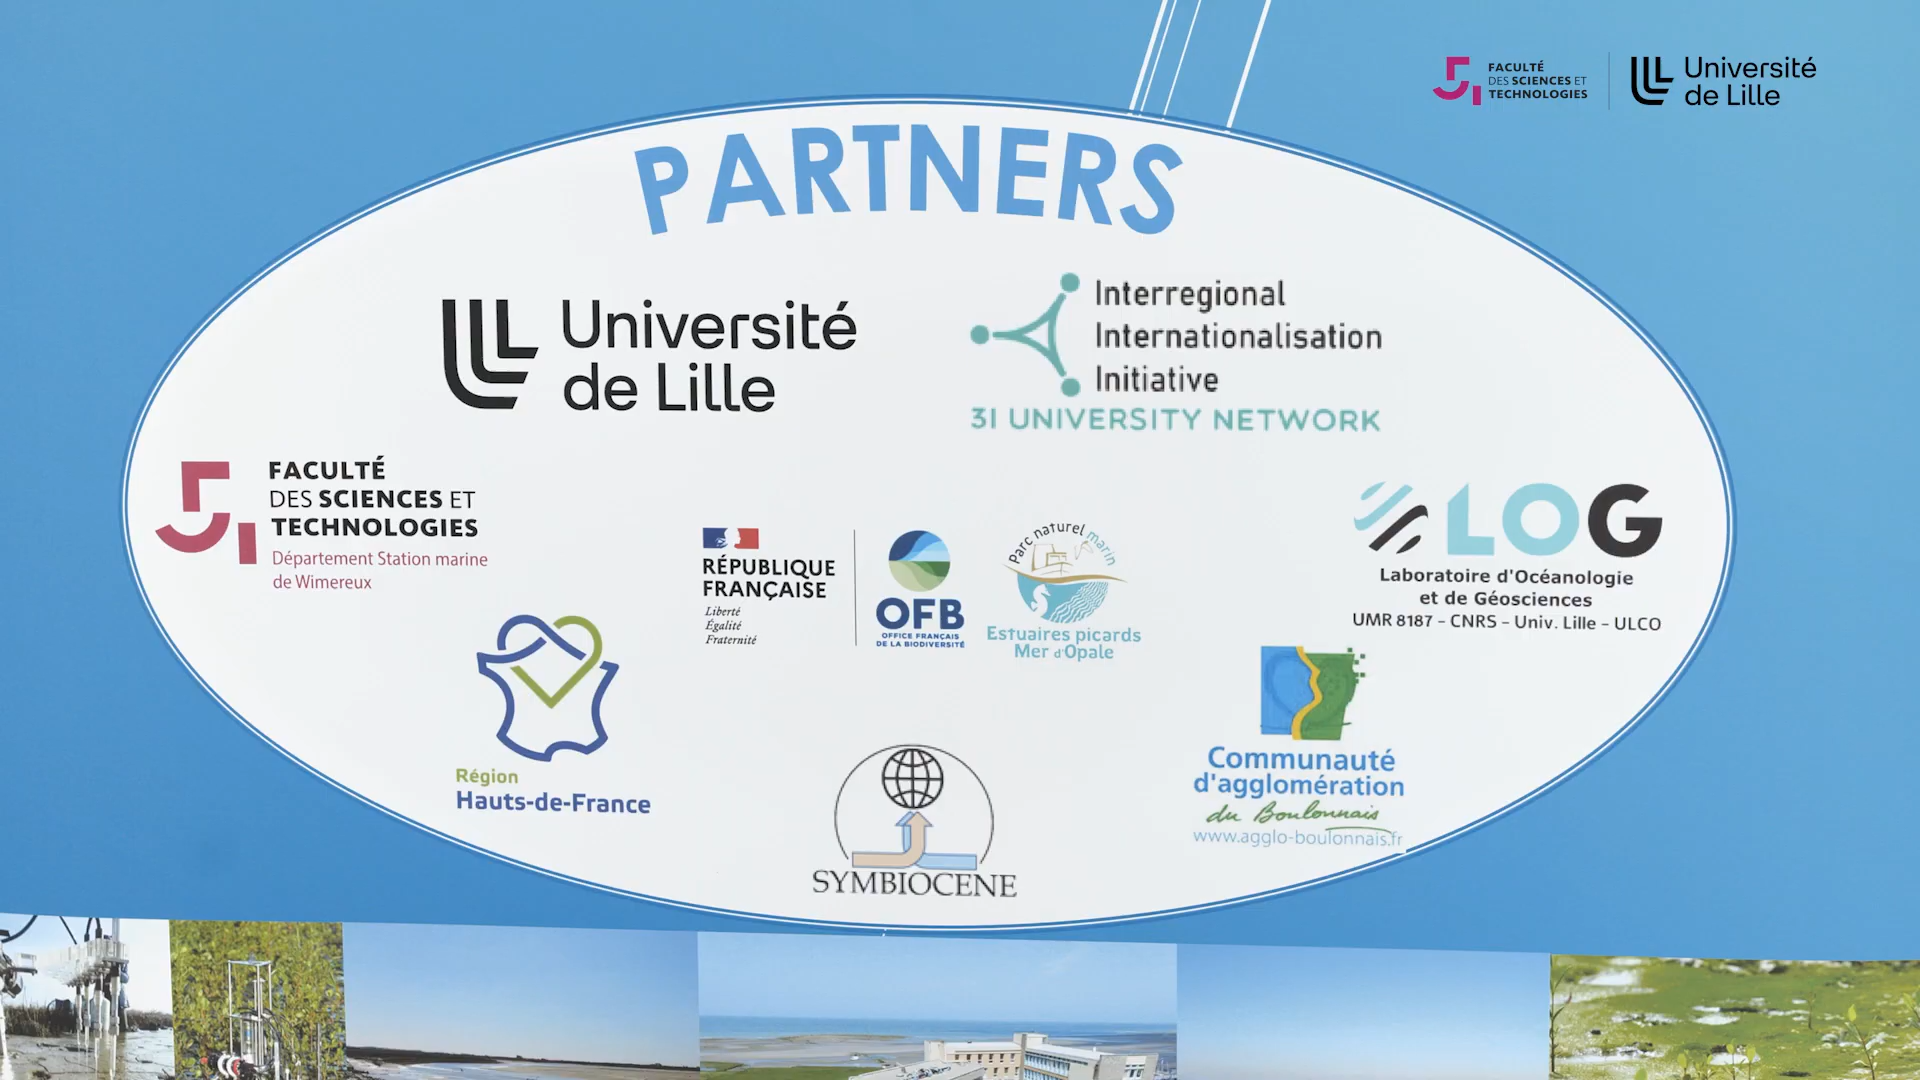 FACULTÉ
DES SCIENCES ET
TECHNOLOGIES
Université
de Lille
PARTNERS
Université
de Lille
Interregional
Internationalisation
Initiative
3I UNIVERSITY NETWORK
FACULTÉ
DES SCIENCES ET
TECHNOLOGIES
Département Station marine
de Wimereux
RÉPUBLIQUE
FRANÇAISE
Liberté
Égalité
Fraternité
OFB
OFFICE FRANÇAIS
DE LA BIODIVERSITÉ
Parc naturel marin
Estuaires picards
Mer d'Opale
LOG
Laboratoire d'Océanologie
et de Géosciences
UMR 8187 - CNRS - Univ. Lille - ULCO
Région
Hauts-de-France
SYMBIOCENE
Communauté
d'agglomération
du Boulonnais
www.agglo-boulonnais.fr